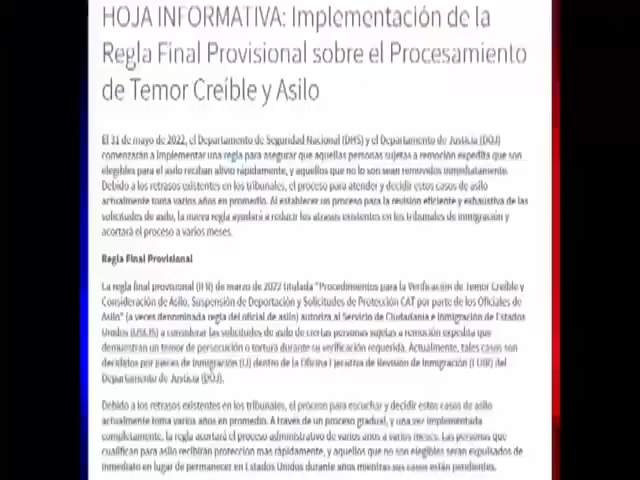 HOJA INFORMATIVA: Implementación de la
Regla Final Provisional sobre el Procesamiento
de Temor Creíble y Asilo
El 31 de mayo de 2022, el Departamento de Seguridad Nacional (DHS) y el Departamento de Justicia (DOJ)
comenzarán a implementar una regla para asegurar que aquellas personas sujetas a remoción expedita que son
elegibles para el asilo reciban alivio rápidamente, y aquellos que no lo son sean removidos inmediatamente.
Debido a los retrasos existentes en los tribunales, el proceso para atender y decidir estos casos de asilo
actualmente toma varios años en promedio. Al establecer un proceso para la revisión eficiente y exhaustiva de las
solicitudes de asilo, la nueva regla ayudará a reducir los atrasos existentes en los tribunales de inmigración y
acortará el proceso a varios meses.
Regla Final Provisional
La regla final provisional (IFR) de marzo de 2022 titulada "Procedimientos para la Verificación de Temor Creíble y
Consideración de Asilo, Suspensión de Deportación y Solicitudes de Protección CAT por parte de los Oficiales de
Asilo" (a veces denominada regla del oficial de asilo) autoriza al Servicio de Ciudadanía e Inmigración de Estados
Unidos (USCIS) a considerar las solicitudes de asilo de ciertas personas sujetas a remoción expedita que
demuestran un temor de persecución o tortura durante su verificación requerida. Actualmente, tales casos son
decididos por jueces de inmigración (IJ) dentro de la Oficina Ejecutiva de Revisión de Inmigración (EOIR) del
Departamento de Justicia (DOJ).
Debido a los retrasos existentes en los tribunales, el proceso para escuchar y decidir estos casos de asilo
actualmente toma varios años en promedio. A través de un proceso gradual, y una vez implementada
completamente, la regla acortará el proceso administrativo de varios años a varios meses. Las personas que
cualifican para asilo recibirán protección mas rápidamente, y aquellos que no son elegibles serán expulsados de
inmediato en lugar de permanecer en Estados Unidos durante años mientras sus casos están pendientes.